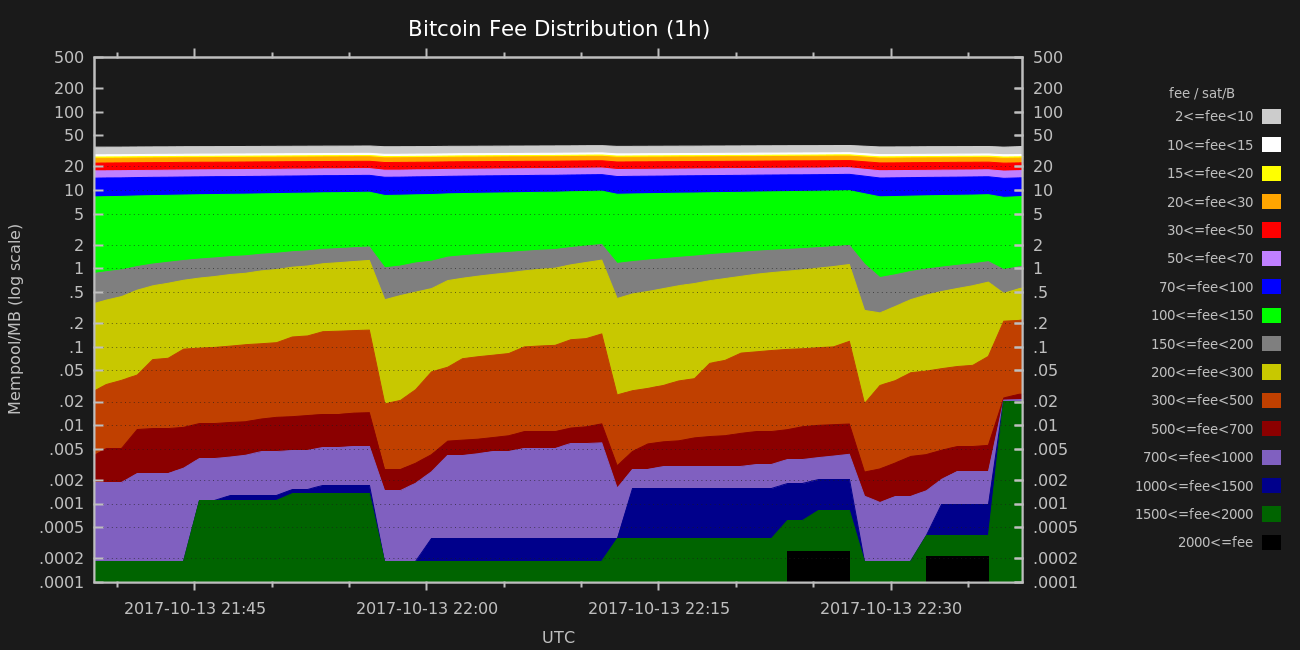 Bitcoin Fee Distribution (1h)
500
200
100
50
20
10
5
2
1
.5
.2
.1
.05
.02
.01
.005
.002
.001
.0005
.0002
.0001
Mempool/MB (log scale)
500
200
100
50
20
10
5
2
1
.5
.2
.1
.05
.02
.01
.005
.002
.001
.0005
.0002
.0001
2017-10-13 21:45
2017-10-13 22:00
2017-10-13 22:15
2017-10-13 22:30
UTC
fee / sat/B
2<=fee<10
10<=fee<15
15<=fee<20
20<=fee<30
30<=fee<50
50<=fee<70
70<=fee<100
100<=fee<150
150<=fee<200
200<=fee<300
300<=fee<500
500<=fee<700
700<=fee<1000
1000<=fee<1500
1500<=fee<2000
2000<=fee